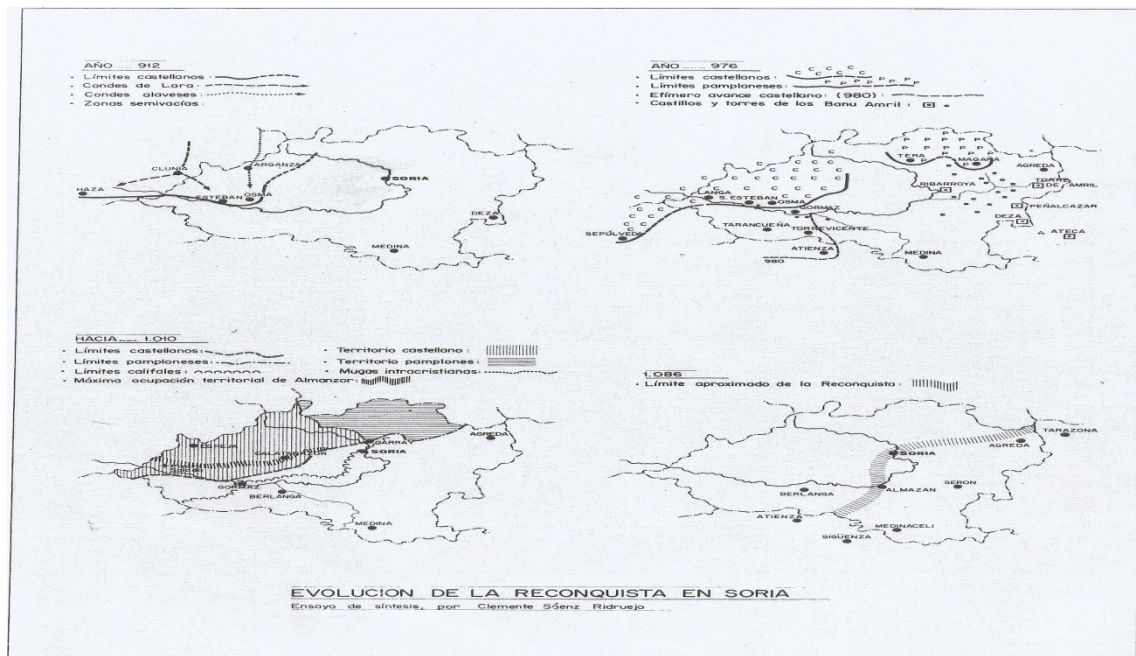 AÑO ..... 912
- Límites castellanos:
- Condes de Lara:
- Condes alaveses:
- Zonas semivacías:
CLUNIA
ARGANZA
HAZA
ESTEBAN
OSMA
SORIA
DEZA
MEDINA
AÑO ....... 976
- Límites castellanos: C C C C C C C
- Límites pamploneses: P P P P P P P
- Efímero avance castellano (980):
- Castillos y torres de los Banu Amril:
TERA
MAGAÑA
AGREDA
RIBARROYA
TORRE
DE AMRIL
LANGA
S. ESTEBAN
OSMA
GORMAZ
PEÑALCAZAR
DEZA
ATECA
SEPÚLVEDA
TARANCUEÑA
TORREVICENTE
ATIENZA
MEDINA
980
HACIA ..... 1.010
- Límites castellanos:
- Límites pamploneses:
- Límites califales:
- Máxima ocupación territorial de Almanzor:
- Territorio castellano:
- Territorio pamplones:
- Mugas intracristianas:
GARRAY
SORIA
AGREDA
GORMAZ
BERLANGA
MEDINA
1.086
- Límite aproximado de la Reconquista:
TARAZONA
AGREDA
SORIA
BERLANGA
ALMAZAN
SERON
ATIENZA
MEDINACELI
SIGÜENZA
EVOLUCION DE LA RECONQUISTA EN SORIA
Ensayo de síntesis, por Clemente Sáenz Ridruejo